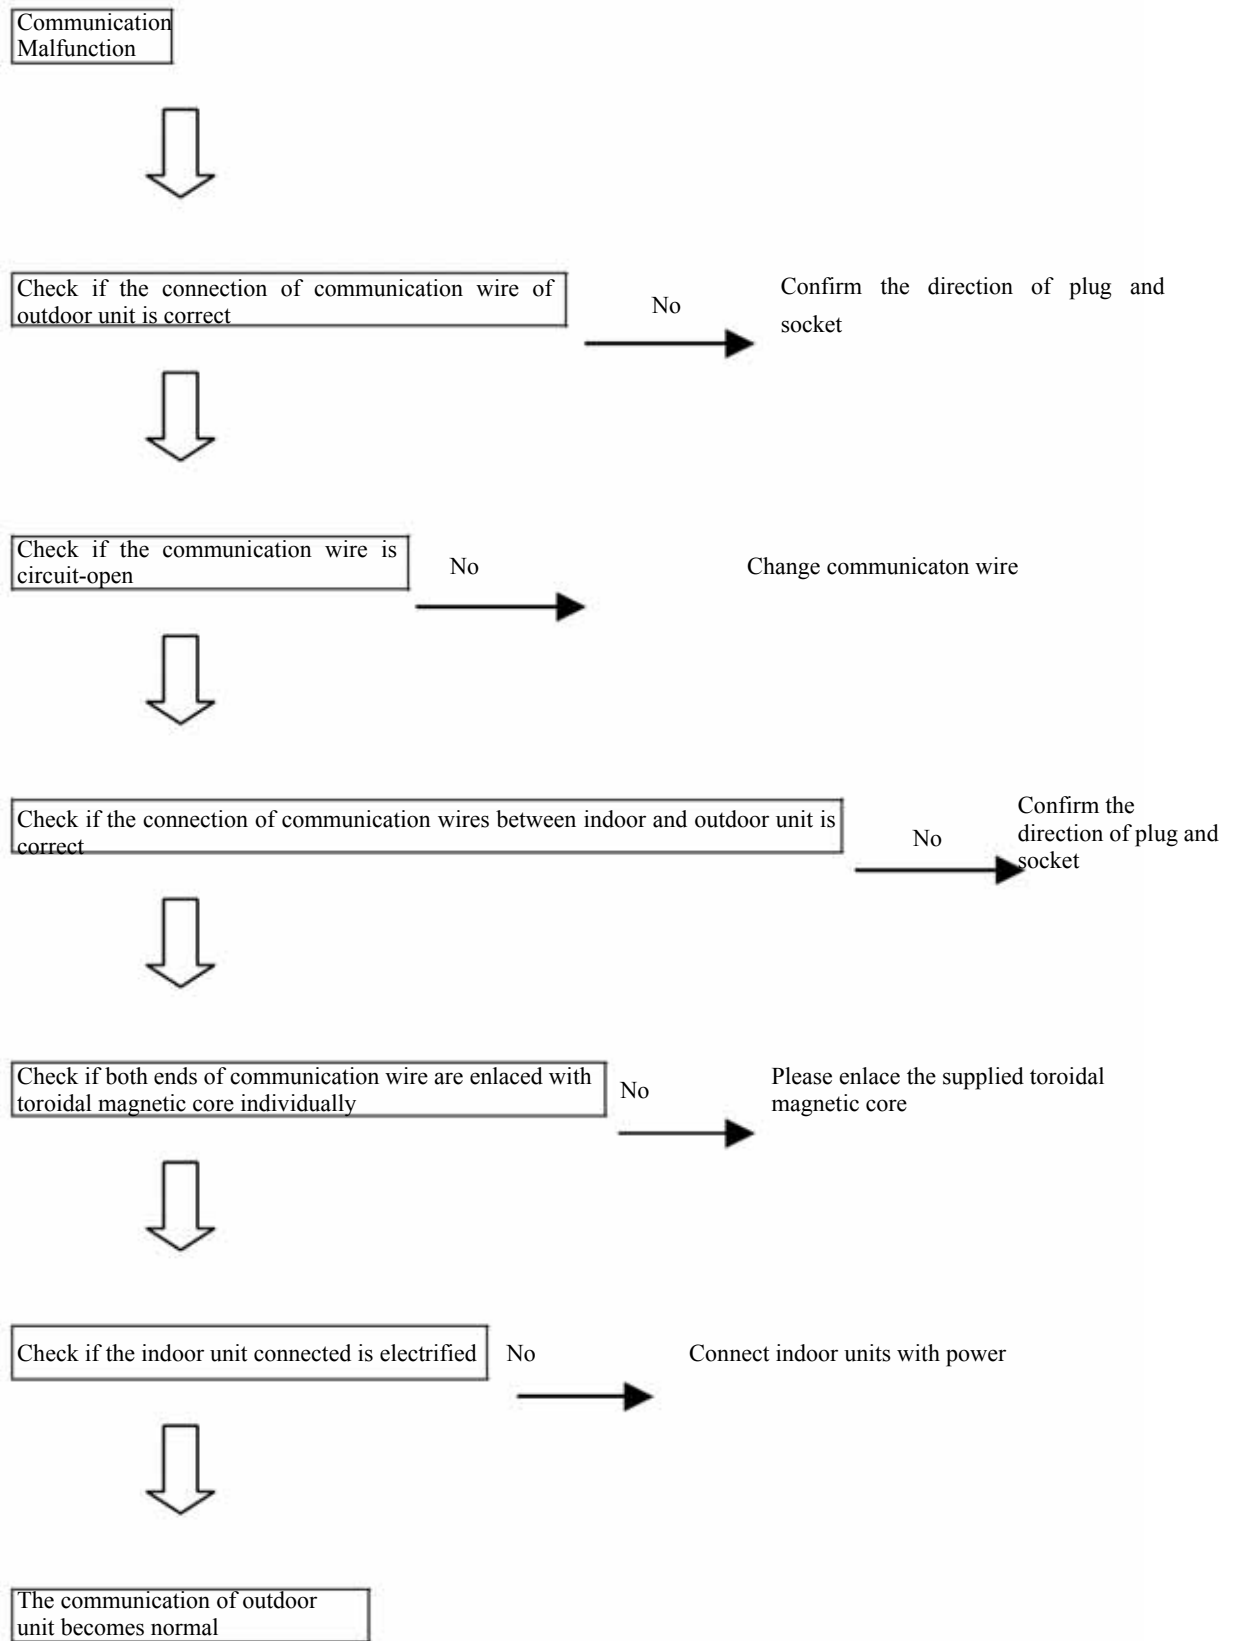 Communication
Malfunction
Check if the connection of communication wire of
outdoor unit is correct
No
Confirm the direction of plug and
socket
Check if the communication wire is
circuit-open
No
Change communicaton wire
Check if the connection of communication wires between indoor and outdoor unit is
correct
No
Confirm the
direction of plug and
socket
Check if both ends of communication wire are enlaced with
toroidal magnetic core individually
No
Please enlace the supplied toroidal
magnetic core
Check if the indoor unit connected is electrified
No
Connect indoor units with power
The communication of outdoor
unit becomes normal